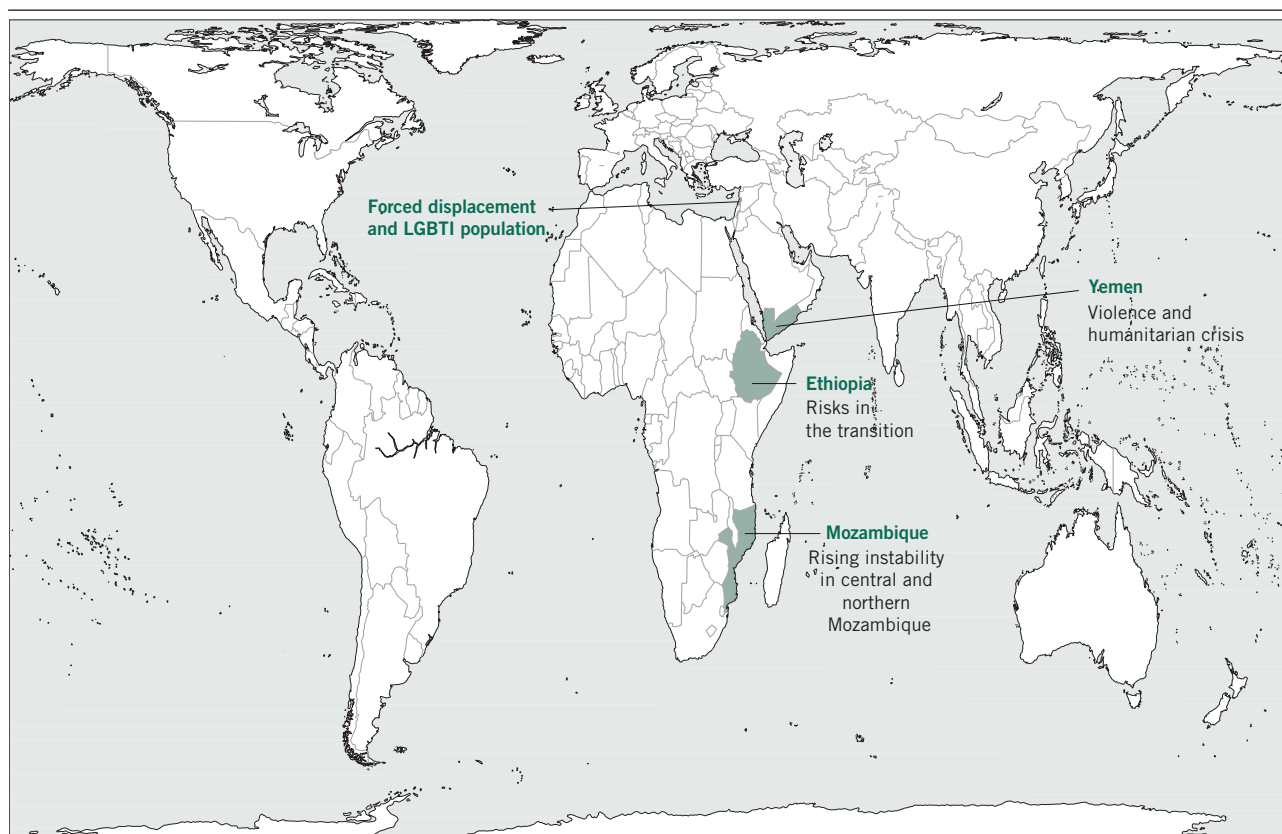 Forced displacement
and LGBTI population
Yemen
Violence and
humanitarian crisis
Ethiopia
Risks in
the transition
Mozambique
Rising instability
in central and
northern
Mozambique